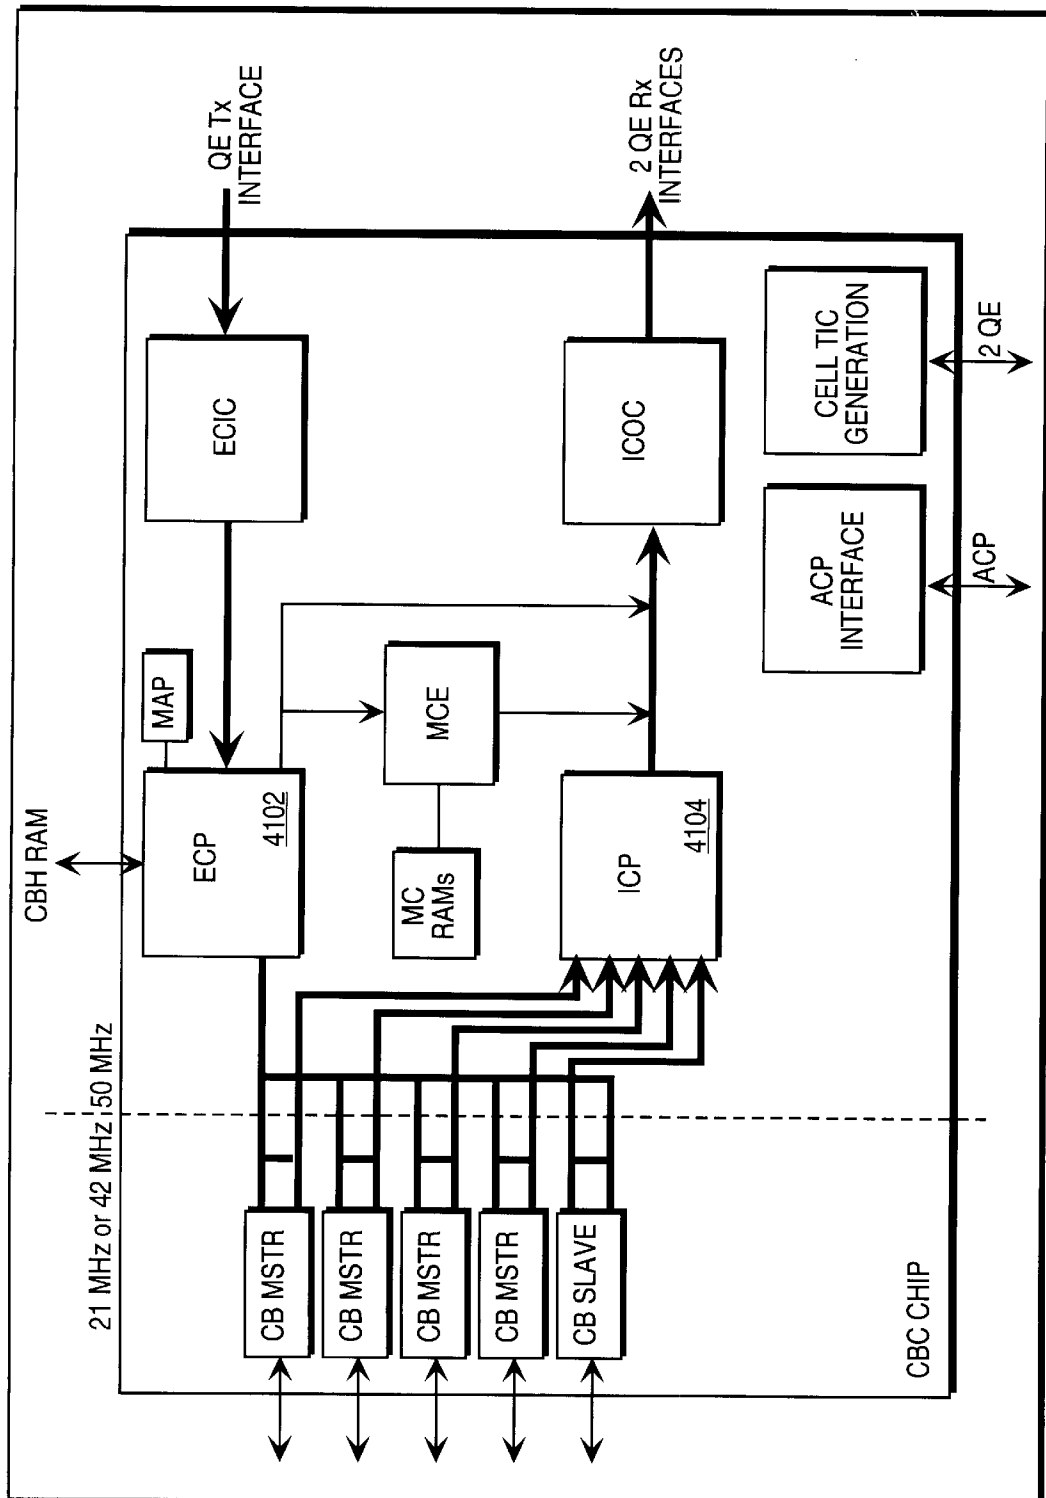 21 MHz or 42 MHz
50 MHz
CBH RAM
QE Tx
INTERFACE
2 QE Rx
INTERFACES
MAP
ECP
4102
ECIC
MCE
MC
RAMs
ICP
4104
ICOC
CB MSTR
CB MSTR
CB MSTR
CB MSTR
CB SLAVE
ACP
INTERFACE
CELL TIC
GENERATION
ACP
2 QE
CBC CHIP